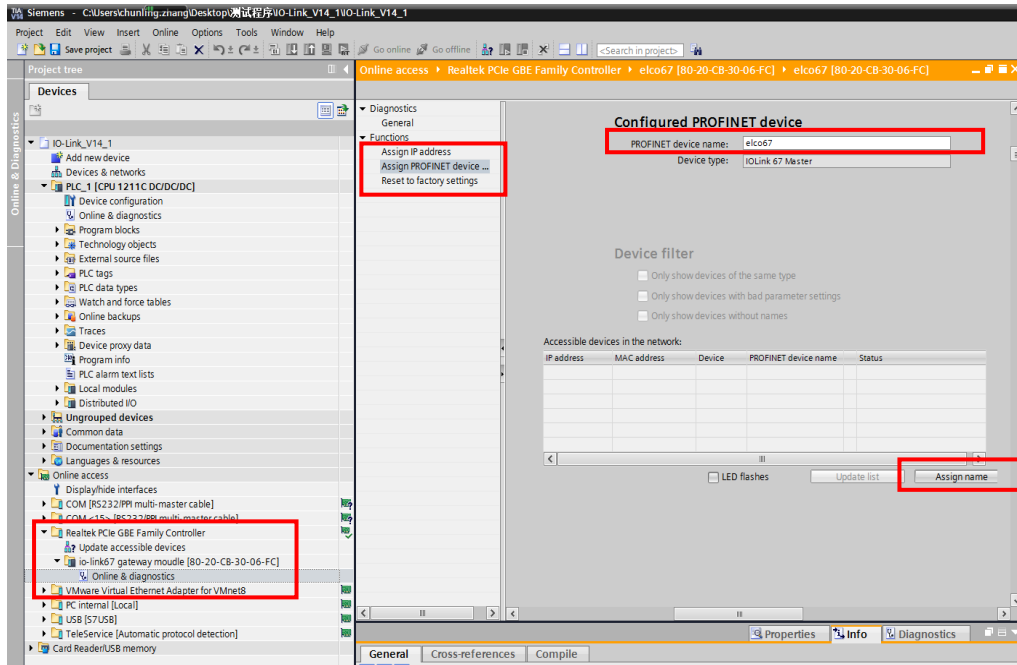 TIA V14 Siemens - C:\Users\chunling.zhang\Desktop\测试程序\IO-Link_V14_1\IO-Link_V14_1
Project Edit View Insert Online Options Tools Window Help
Save project Go online Go offline <Search in project>
Project tree
Online access Realtek PCIe GBE Family Controller elco67 [80-20-CB-30-06-FC] elco67 [80-20-CB-30-06-FC]
Devices
Online & Diagnostics
IO-Link_V14_1
Add new device
Devices & networks
PLC_1 [CPU 1211C DC/DC/DC]
Device configuration
Online & diagnostics
Program blocks
Technology objects
External source files
PLC tags
PLC data types
Watch and force tables
Online backups
Traces
Device proxy data
Program info
PLC alarm text lists
Local modules
Distributed I/O
Ungrouped devices
Common data
Documentation settings
Languages & resources
Online access
Display/hide interfaces
COM [RS232/PPI multi-master cable]
COM <15> [RS232/PPI multi-master cable]
Realtek PCIe GBE Family Controller
Update accessible devices
io-link67 gateway moudle [80-20-CB-30-06-FC]
Online & diagnostics
VMware Virtual Ethernet Adapter for VMnet8
PC internal [Local]
USB [S7USB]
TeleService [Automatic protocol detection]
Card Reader/USB memory
Diagnostics
General
Functions
Assign IP address
Assign PROFINET device ...
Reset to factory settings
Configured PROFINET device
PROFINET device name: elco67
Device type: IOLink 67 Master
Device filter
Only show devices of the same type
Only show devices with bad parameter settings
Only show devices without names
Accessible devices in the network:
IP address MAC address Device PROFINET device name Status
LED flashes Update list Assign name
Properties Info Diagnostics
General Cross-references Compile